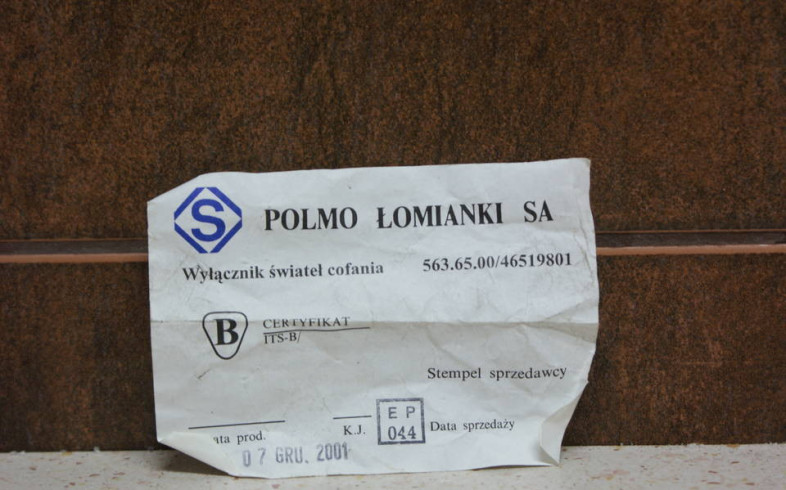 S POLMO ŁOMIANKI SA
Wyłącznik świateł cofania 563.65.00/46519801
B CERTYFIKAT
ITS-B/
Stempel sprzedawcy
ata prod. K.J. EP 044 Data sprzedaży
07 GRU. 2001